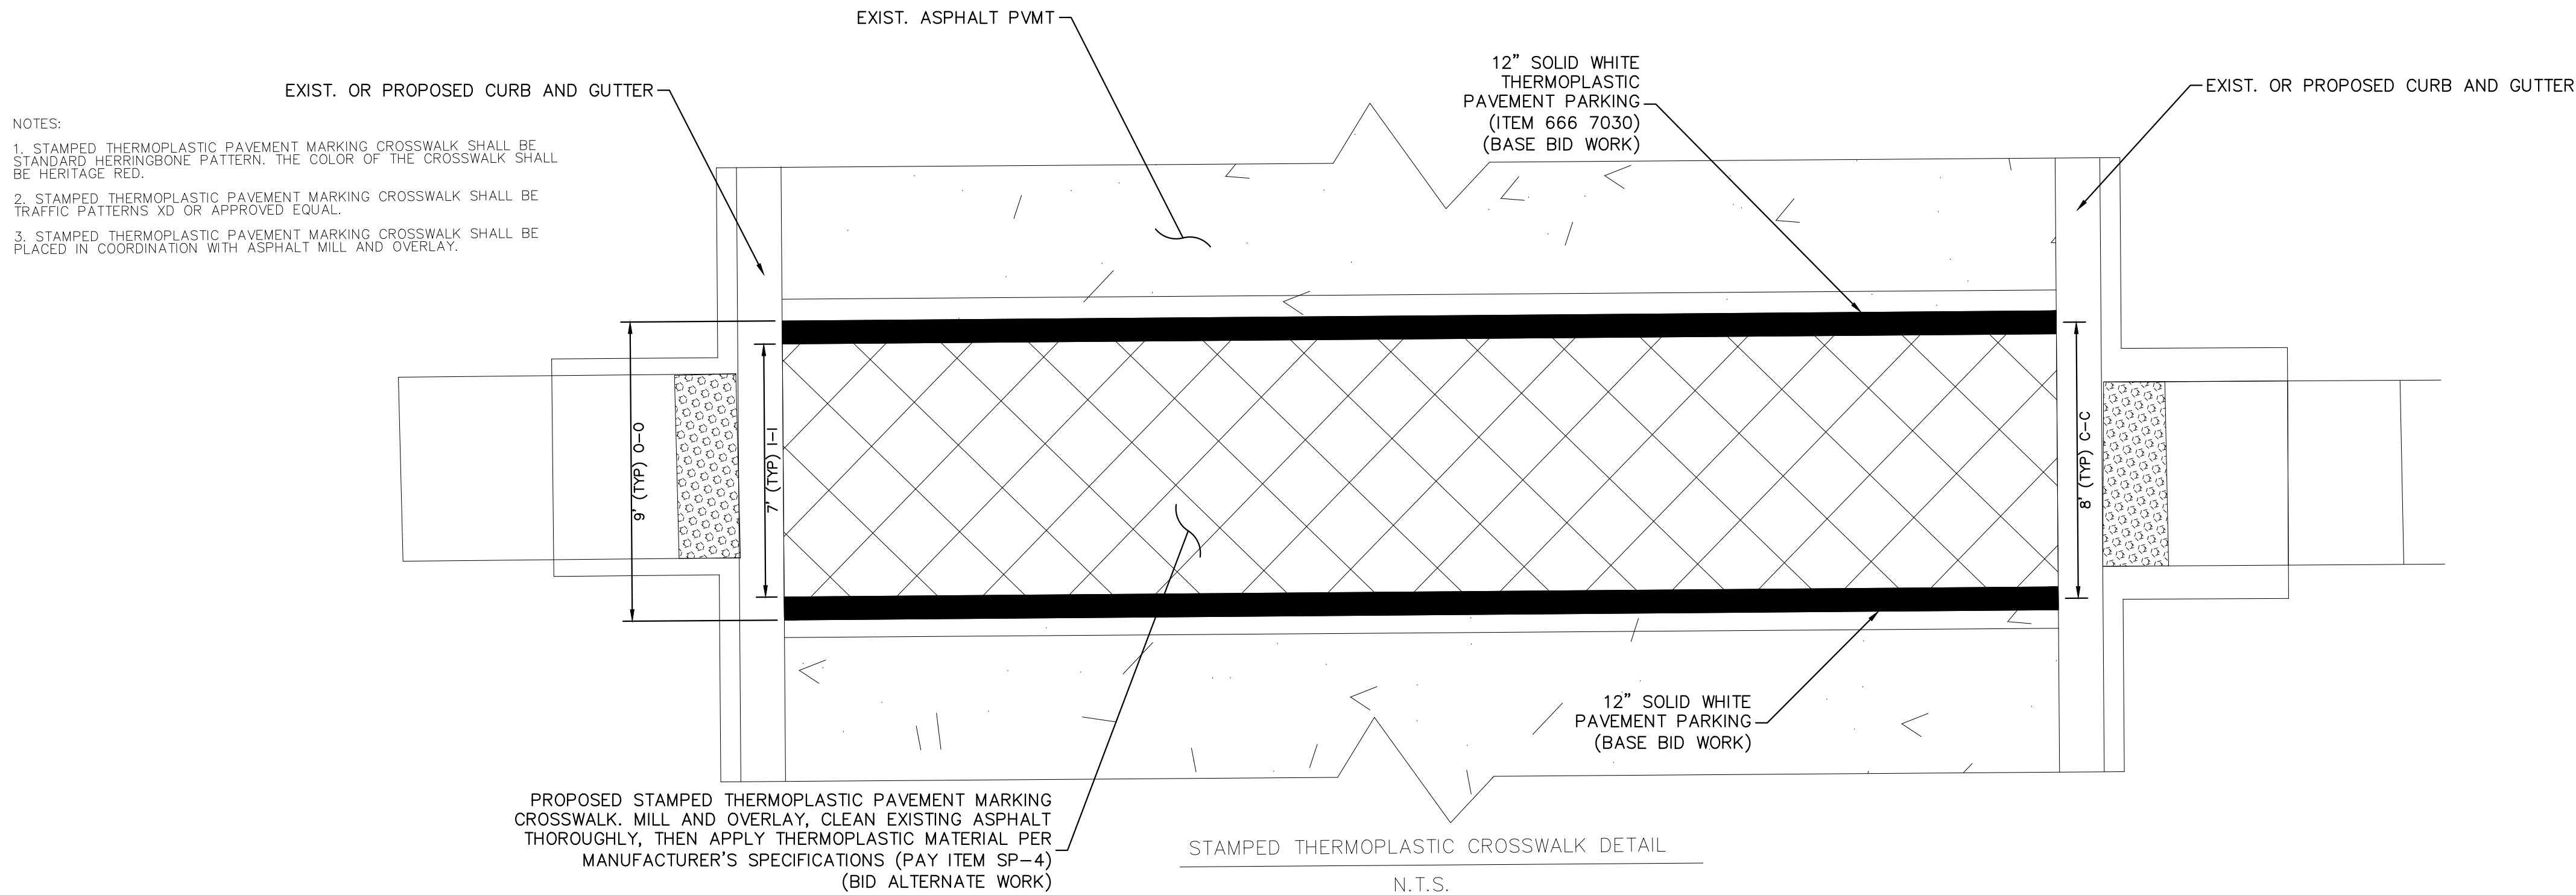 EXIST. ASPHALT PVMT
EXIST. OR PROPOSED CURB AND GUTTER
12” SOLID WHITE
THERMOPLASTIC
PAVEMENT PARKING
(ITEM 666 7030)
(BASE BID WORK)
EXIST. OR PROPOSED CURB AND GUTTER
NOTES:
1. STAMPED THERMOPLASTIC PAVEMENT MARKING CROSSWALK SHALL BE
STANDARD HERRINGBONE PATTERN. THE COLOR OF THE CROSSWALK SHALL
BE HERITAGE RED.
2. STAMPED THERMOPLASTIC PAVEMENT MARKING CROSSWALK SHALL BE
TRAFFIC PATTERNS XD OR APPROVED EQUAL.
3. STAMPED THERMOPLASTIC PAVEMENT MARKING CROSSWALK SHALL BE
PLACED IN COORDINATION WITH ASPHALT MILL AND OVERLAY.
9' (TYP) O-O
7' (TYP) I-I
8' (TYP) C-C
12” SOLID WHITE
PAVEMENT PARKING
(BASE BID WORK)
PROPOSED STAMPED THERMOPLASTIC PAVEMENT MARKING
CROSSWALK. MILL AND OVERLAY, CLEAN EXISTING ASPHALT
THOROUGHLY, THEN APPLY THERMOPLASTIC MATERIAL PER
MANUFACTURER'S SPECIFICATIONS (PAY ITEM SP-4)
(BID ALTERNATE WORK)
STAMPED THERMOPLASTIC CROSSWALK DETAIL
N.T.S.